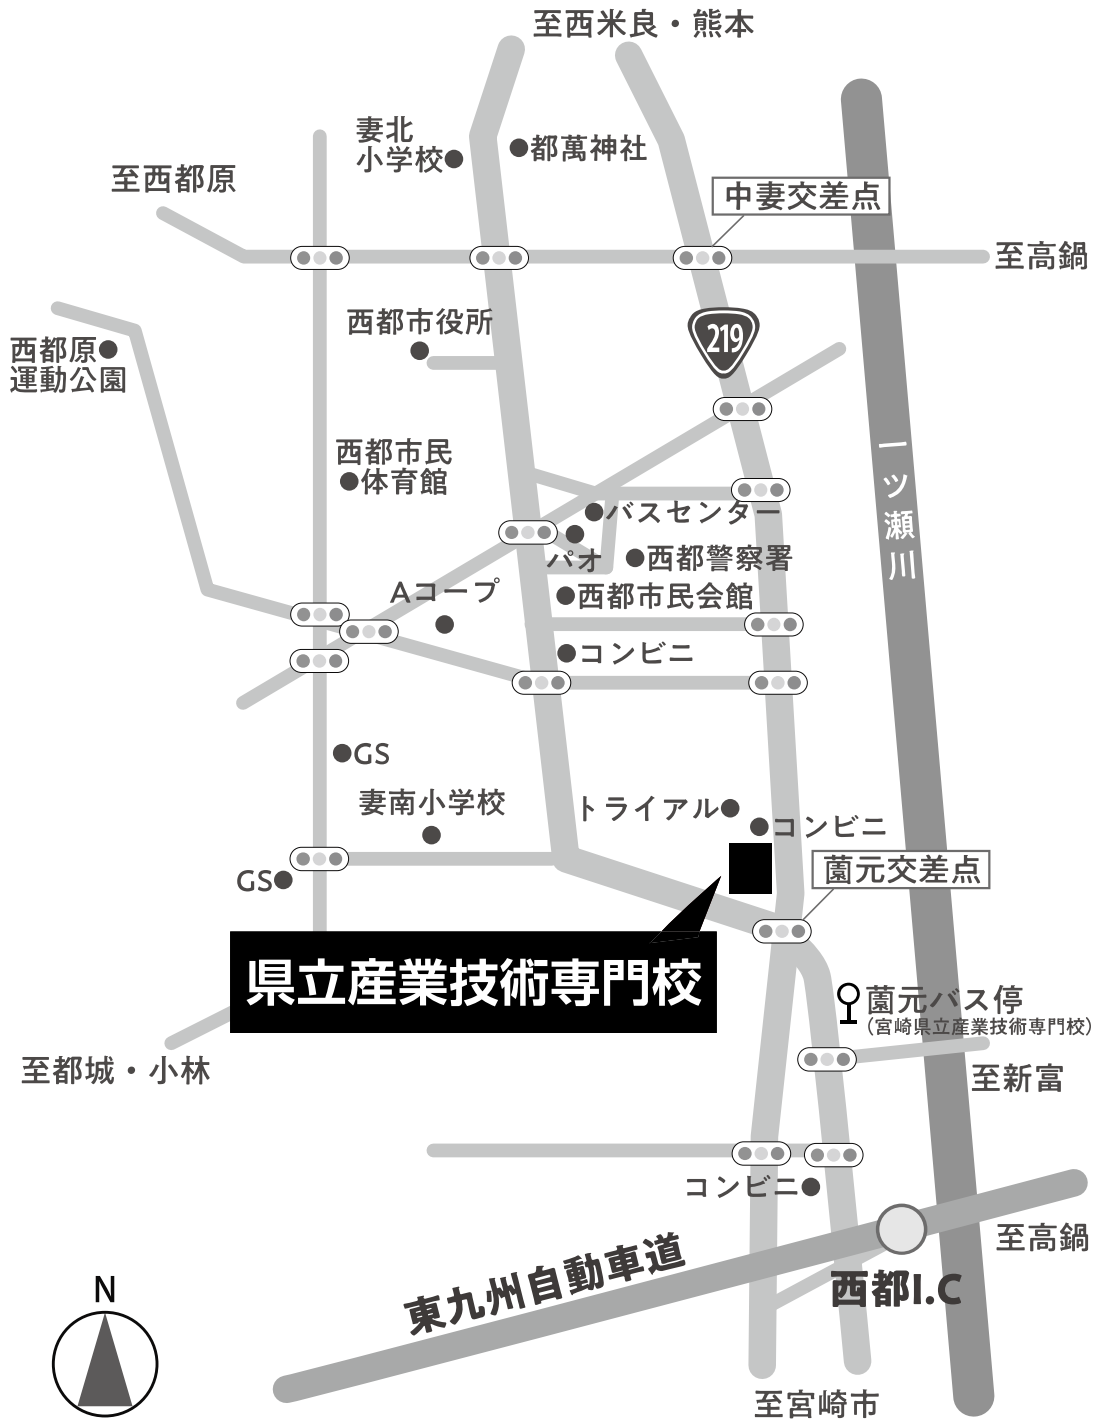 至西米良・熊本
妻北
小学校
都萬神社
至西都原
中妻交差点
至高鍋
西都市役所
219
西都原
運動公園
西都市民
体育館
一ツ瀬川
バスセンター
パオ
西都警察署
Aコープ
西都市民会館
コンビニ
GS
妻南小学校
トライアル
コンビニ
薗元交差点
GS
県立産業技術専門校
薗元バス停
(宮崎県立産業技術専門校)
至都城・小林
至新富
コンビニ
至高鍋
東九州自動車道
西都I.C
N
至宮崎市